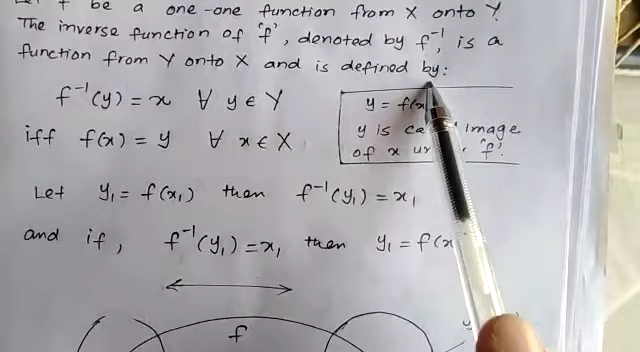 Let f be a one-one function from X onto Y.
The inverse function of 'f', denoted by f⁻¹, is a
function from Y onto X and is defined by:
f⁻¹(y) = x ∀ y ∈ Y
iff f(x) = y ∀ x ∈ X
y = f(x
y is image
of x 'f'.
Let y₁ = f(x₁) then f⁻¹(y₁) = x₁
and if, f⁻¹(y₁) = x₁ then y₁ = f(x
f